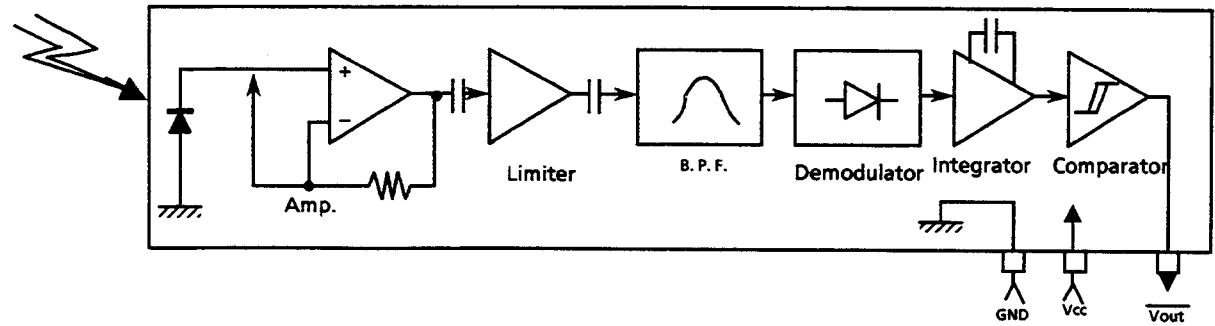 +
−
Amp.
Limiter
B. P. F.
Demodulator
Integrator
Comparator
GND
Vcc
Vout